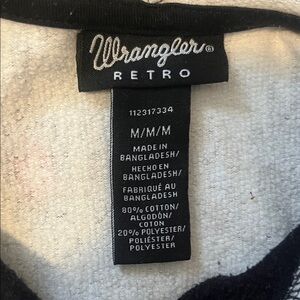 Wrangler®
RETRO
112317334
M/M/M
MADE IN
BANGLADESH/
HECHO EN
BANGLADESH/
FABRIQUÉ AU
BANGLADESH
80% COTTON/
ALGODÓN/
COTON
20% POLYESTER/
POLIÉSTER/
POLYESTER